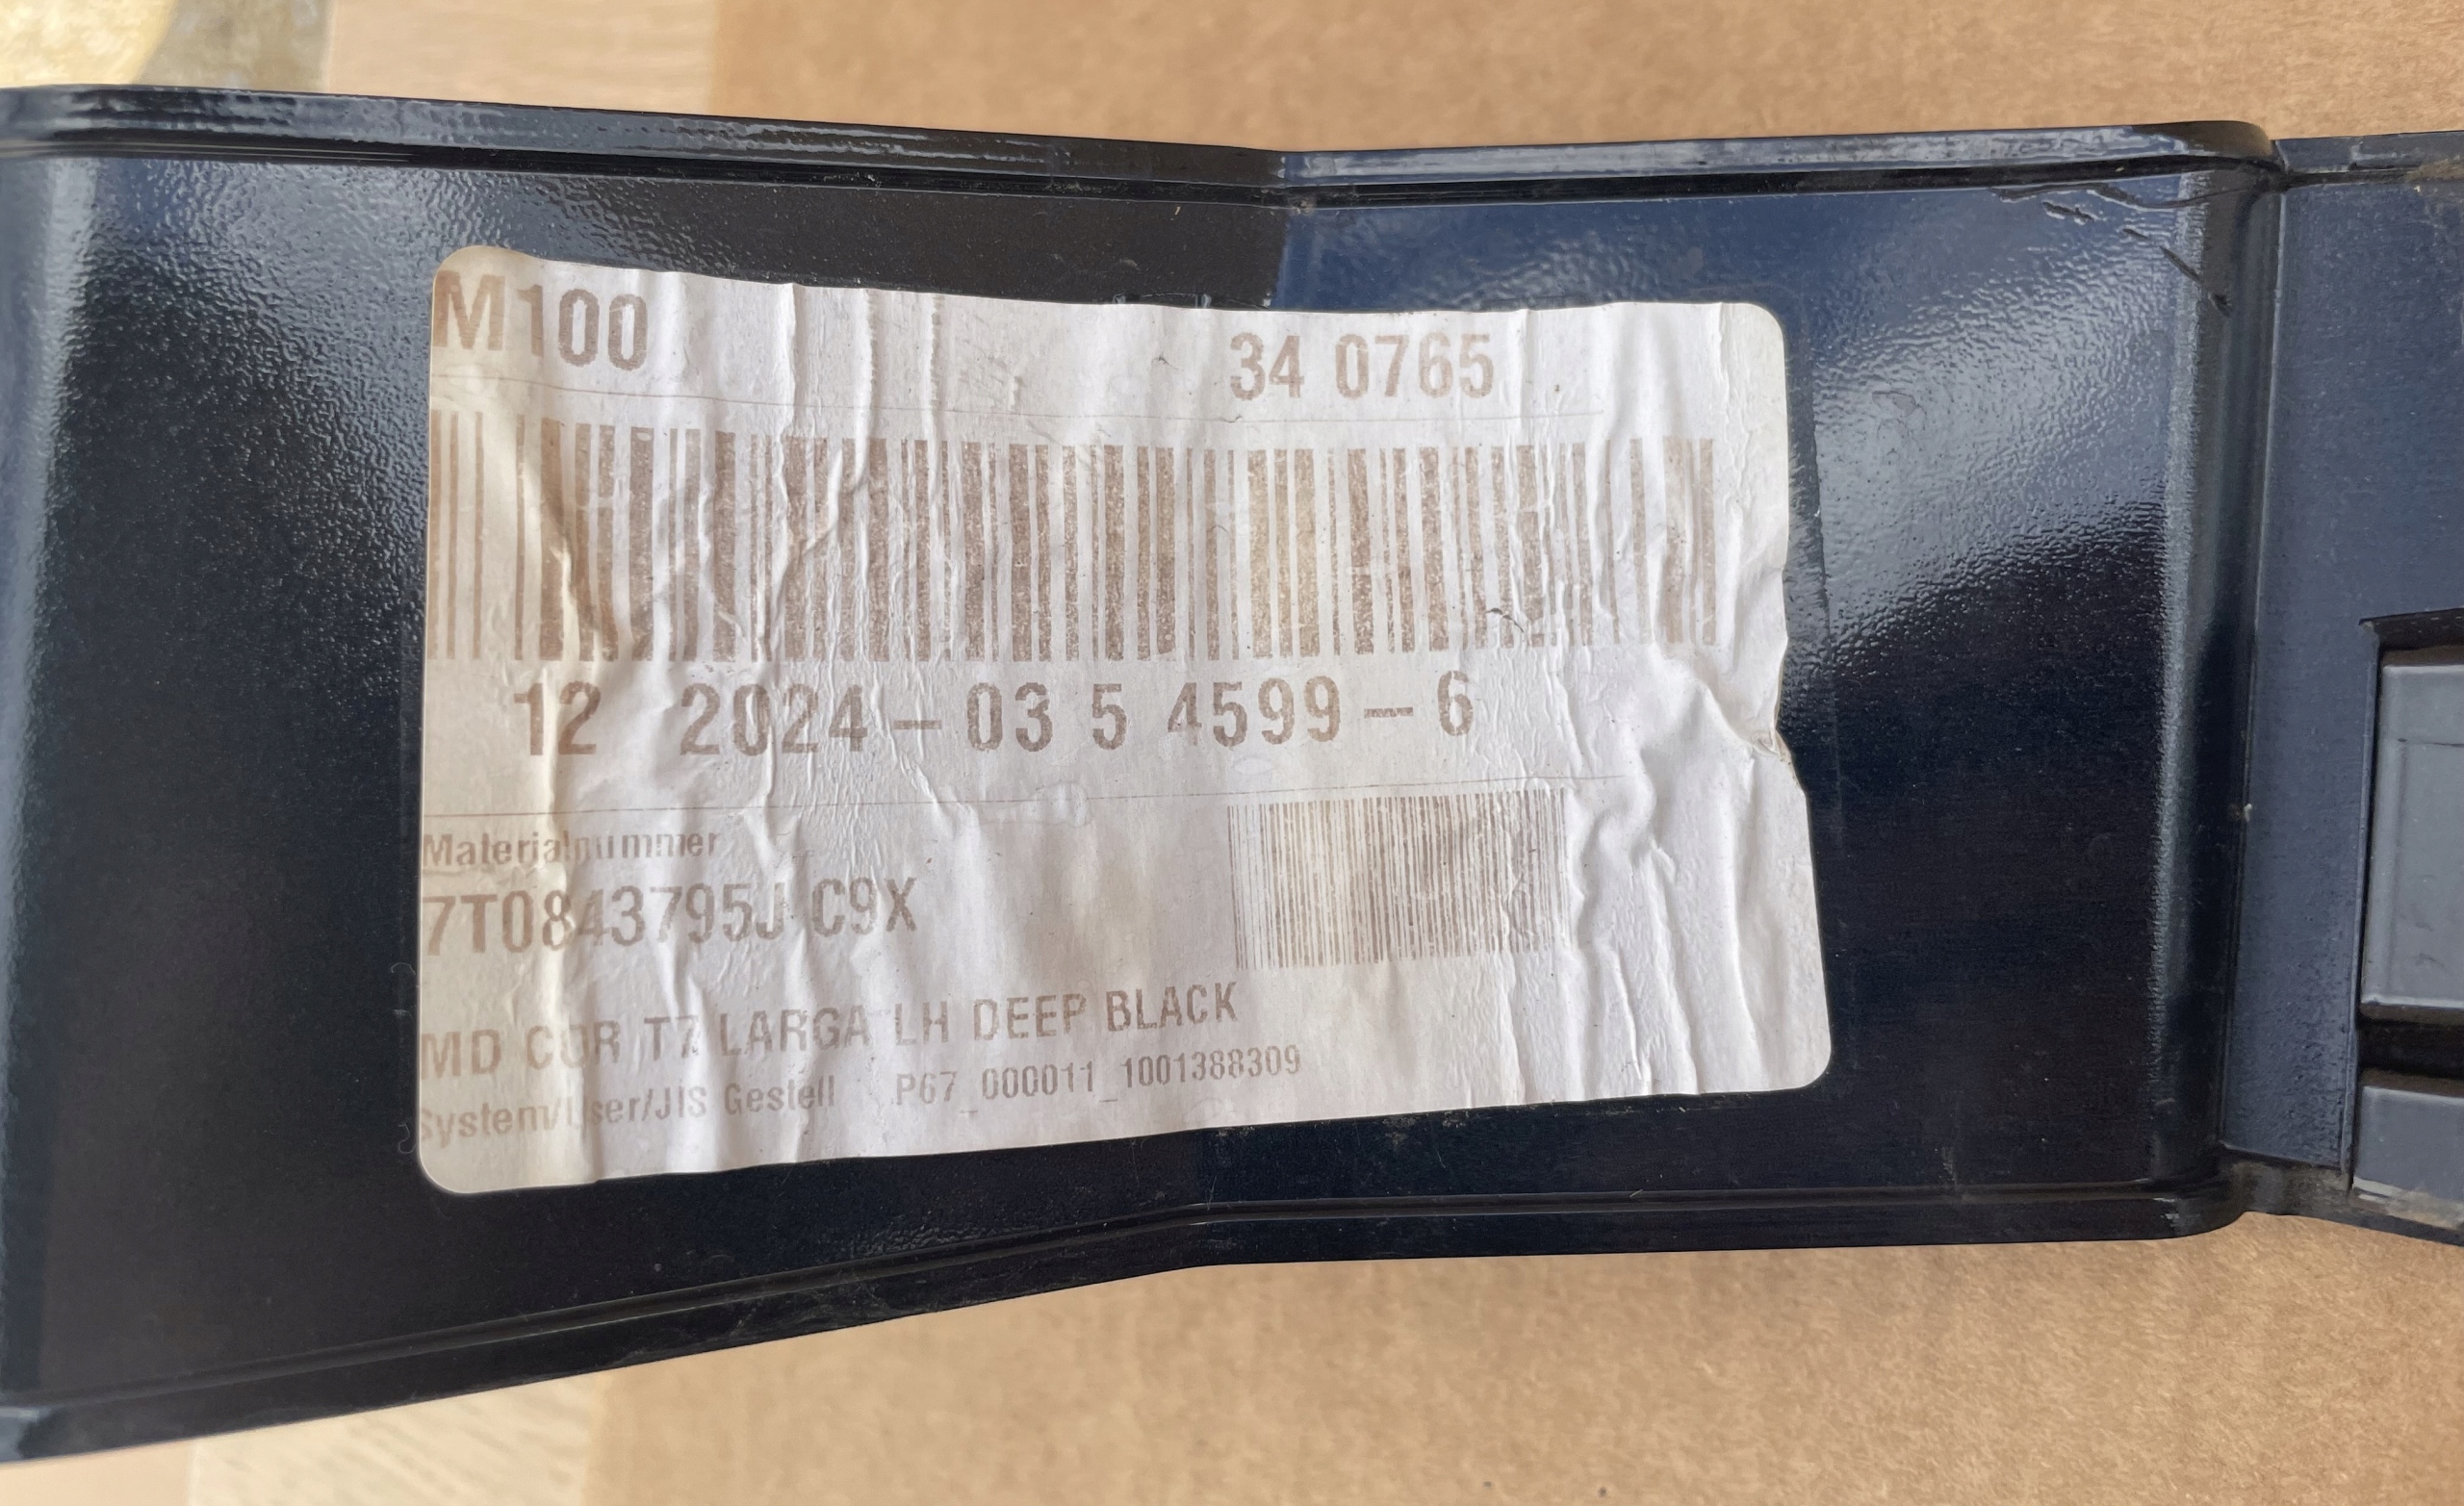 M100 34 0765
12 2024-03 5 4599-6
Materialnummer
7T0843795J C9X
MD COR T7 LARGA LH DEEP BLACK
System/User/JIS Gestell P67_000011_1001388309